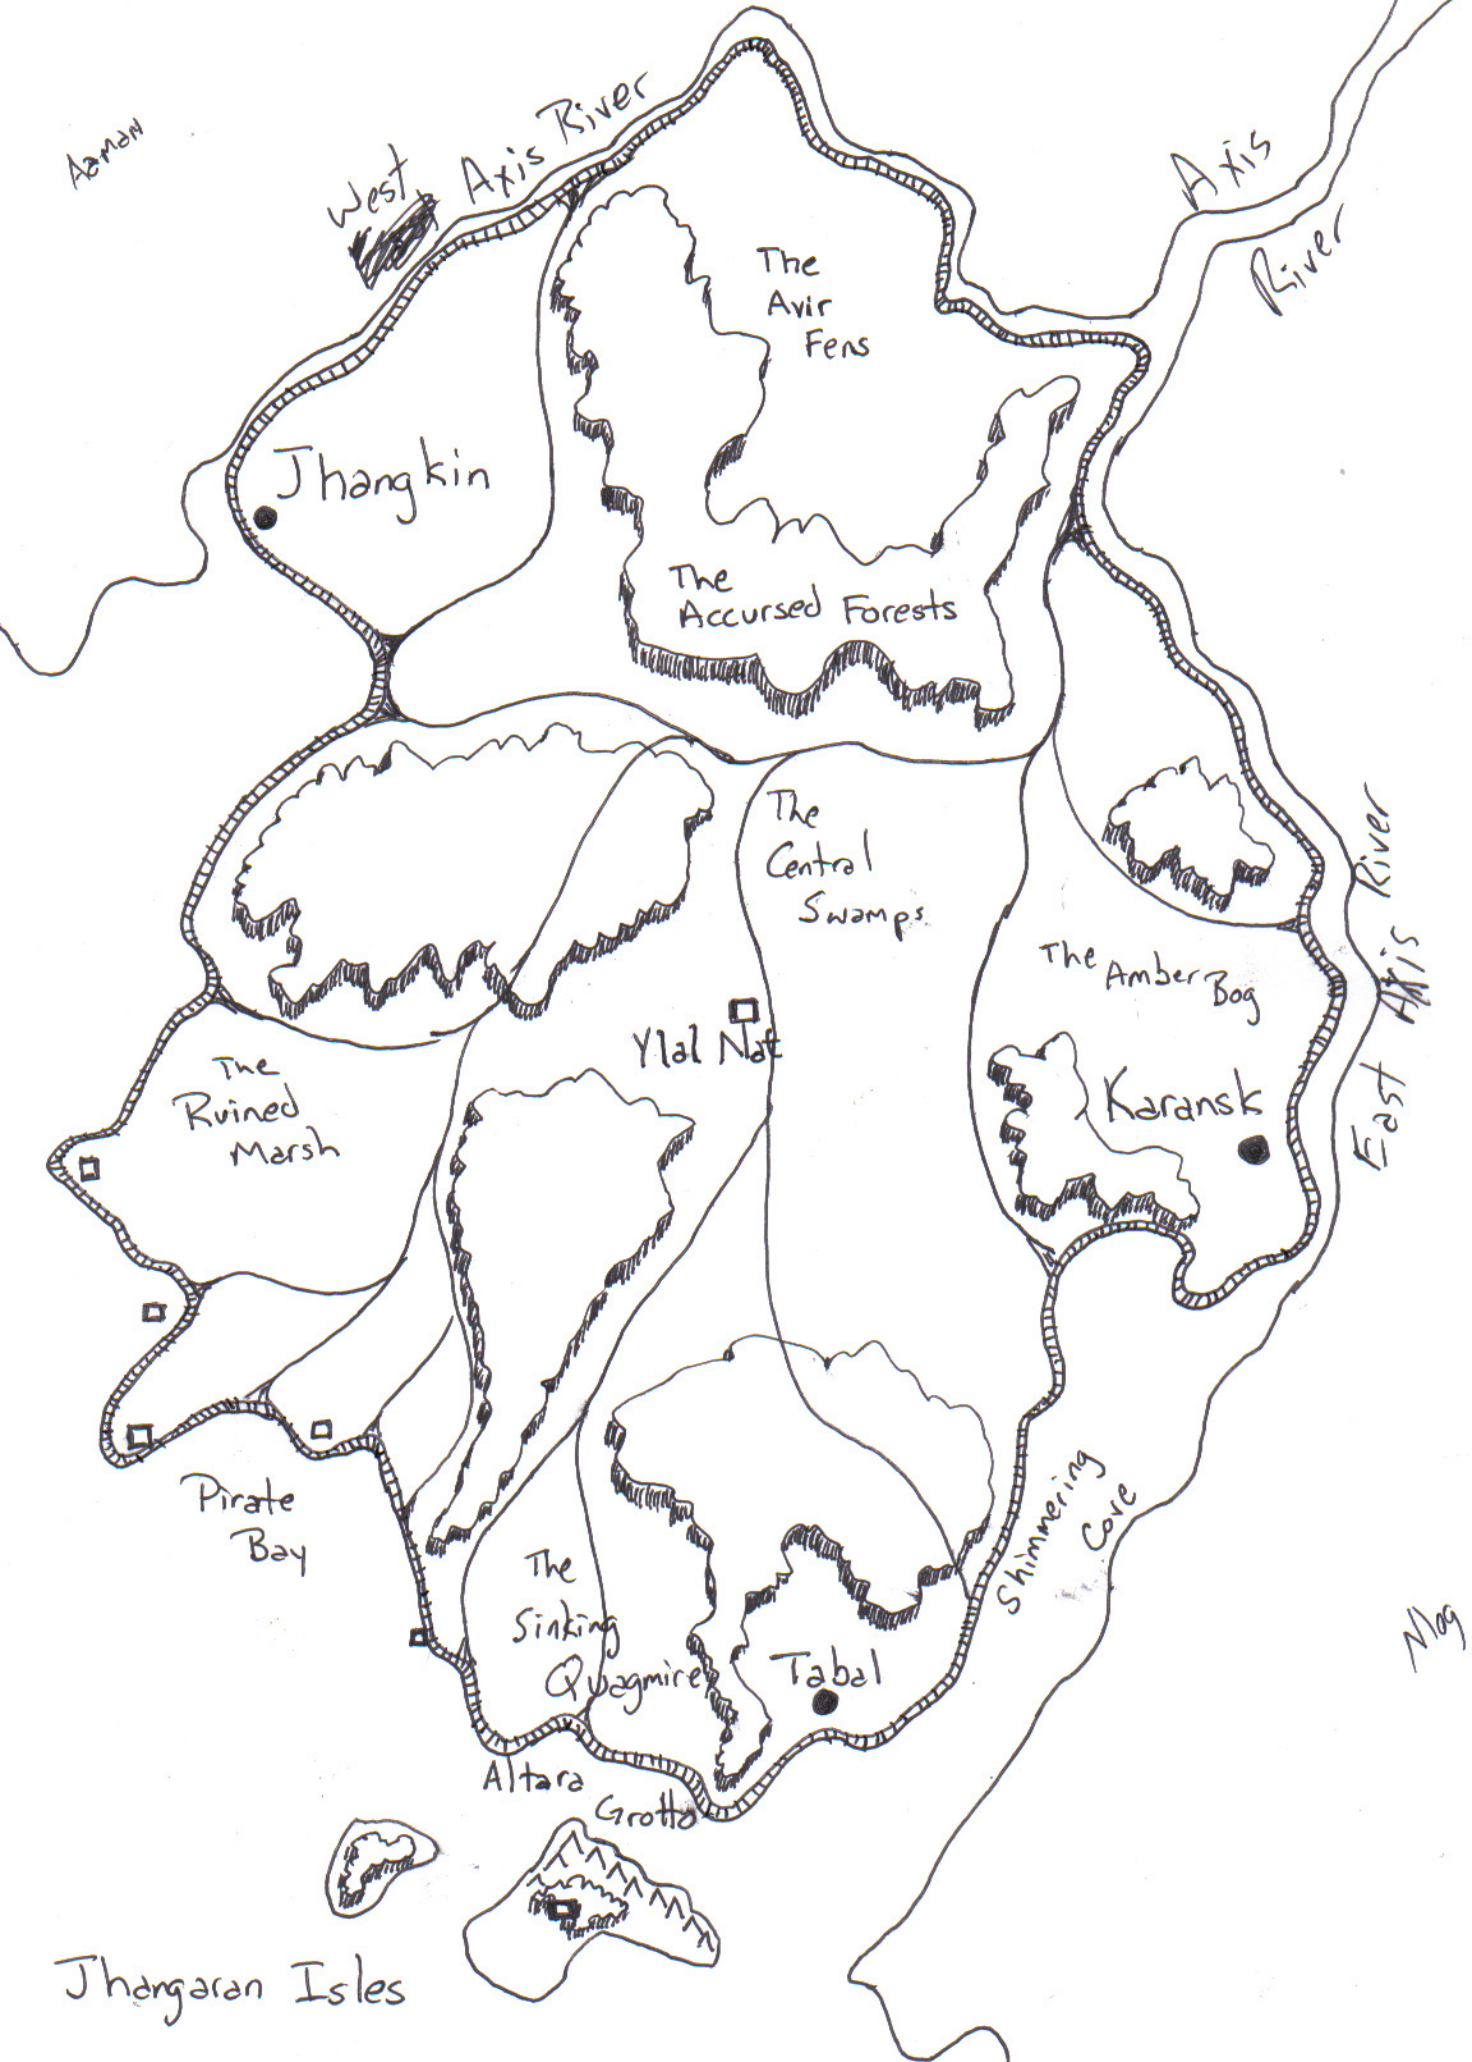 Aaman
West
Axis River
Axis
River
The
Avir
Fens
Jhangkin
The
Accursed Forests
The
Central
Swamps
The Amber
Bog
Ylal Nat
Karansk
East Axis River
The
Ruined
Marsh
Pirate
Bay
The
Sinking
Quagmire
Tabal
Shimmering
Cove
Nlog
Altara
Grotto
Jhangaran Isles